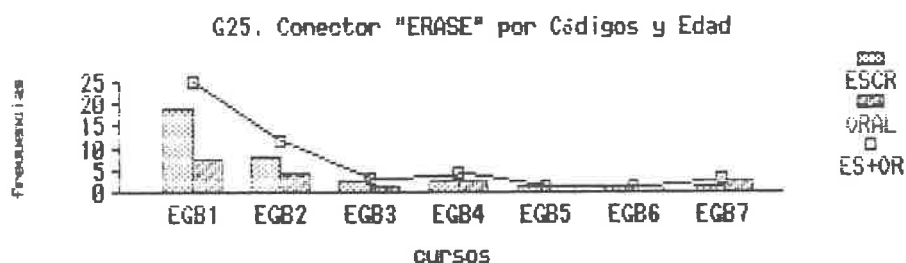 G25. Conector "ERASE" por Códigos y Edad
frequencias
25
20
15
10
5
0
EGB1 EGB2 EGB3 EGB4 EGB5 EGB6 EGB7
cursos
ESCR
ORAL
ES+OR